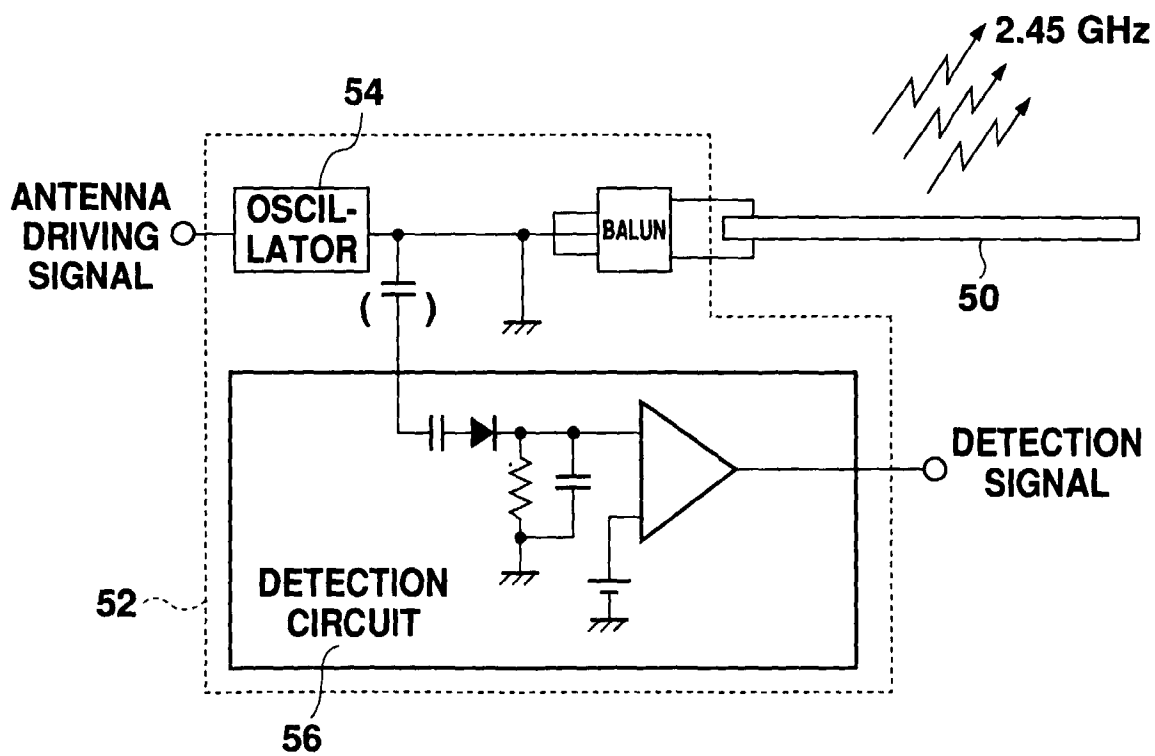 2.45 GHz
54
ANTENNA
DRIVING
SIGNAL
OSCIL-
LATOR
BALUN
( )
50
DETECTION
SIGNAL
52
DETECTION
CIRCUIT
56